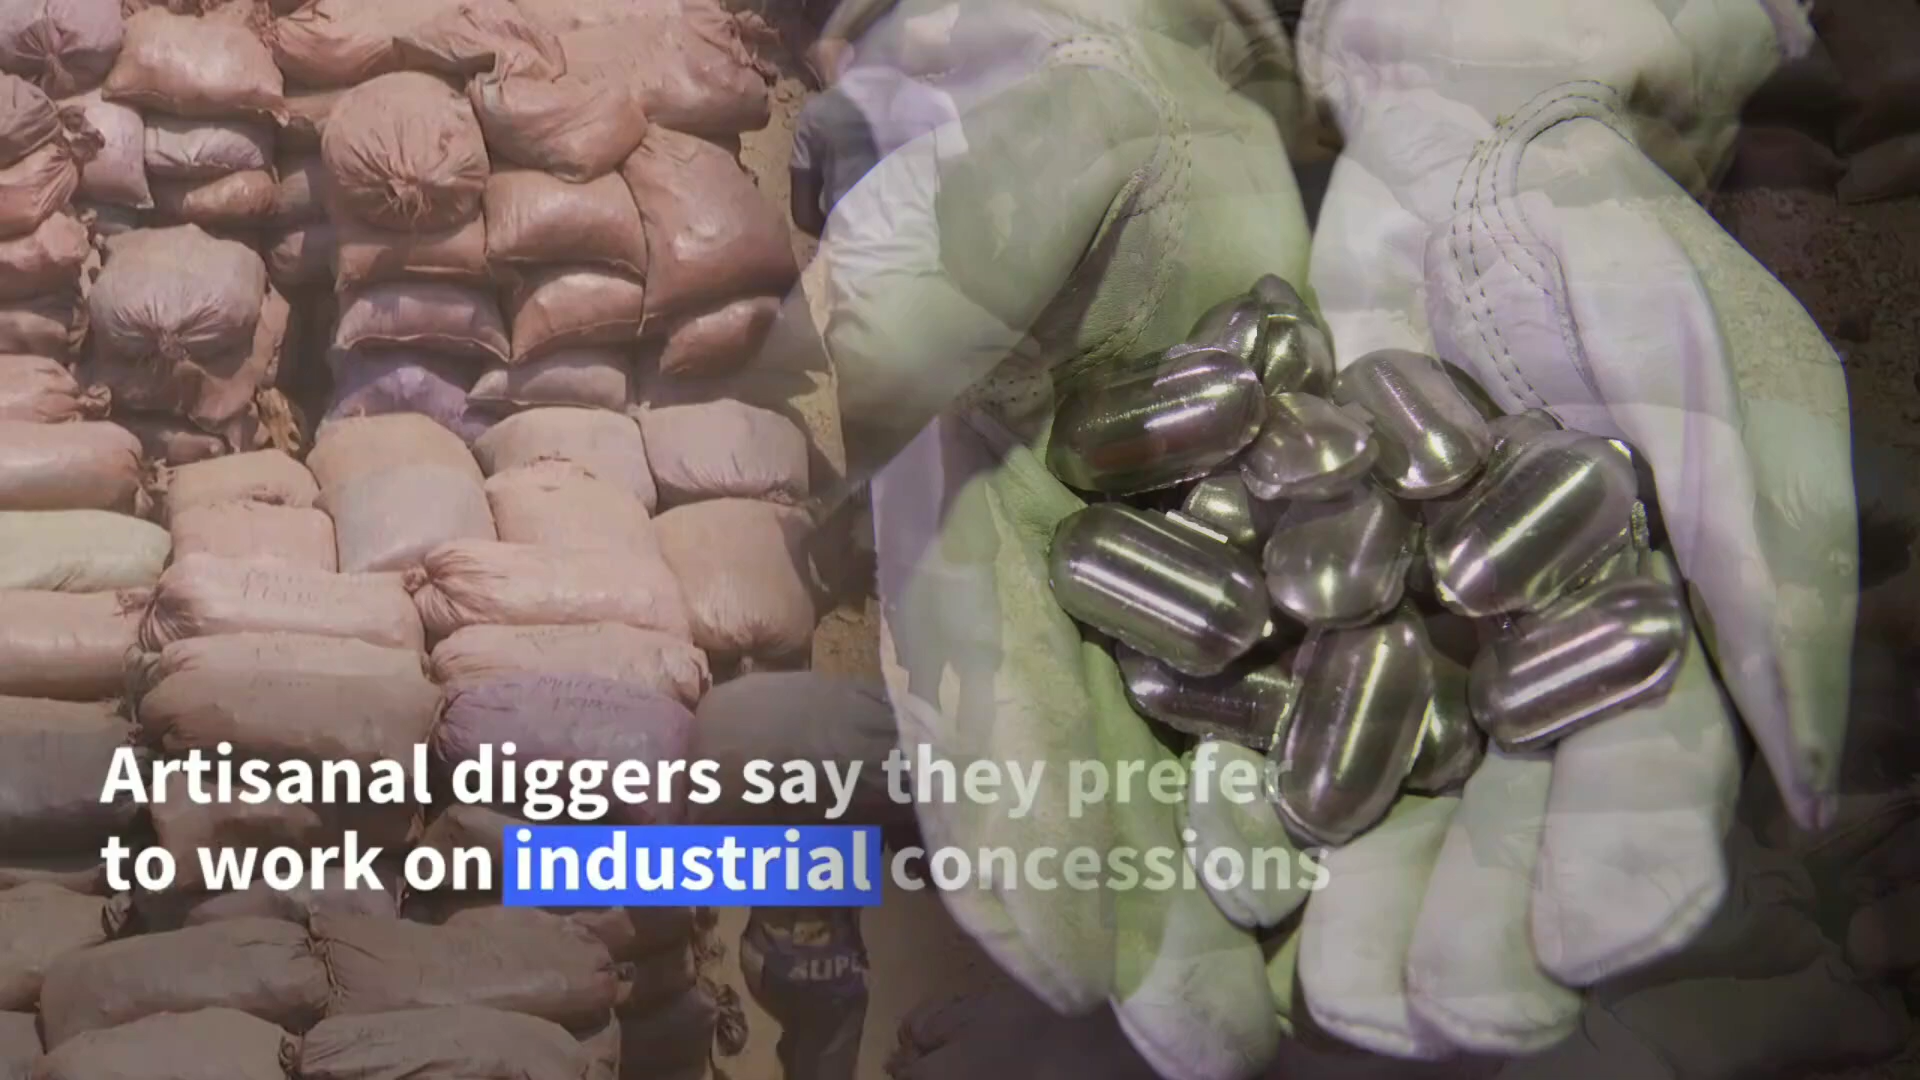 Artisanal diggers say they prefer
to work on industrial concessions